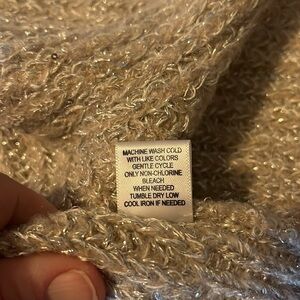 MACHINE WASH COLD
WITH LIKE COLORS
GENTLE CYCLE
ONLY NON-CHLORINE
BLEACH
WHEN NEEDED
TUMBLE DRY LOW
COOL IRON IF NEEDED